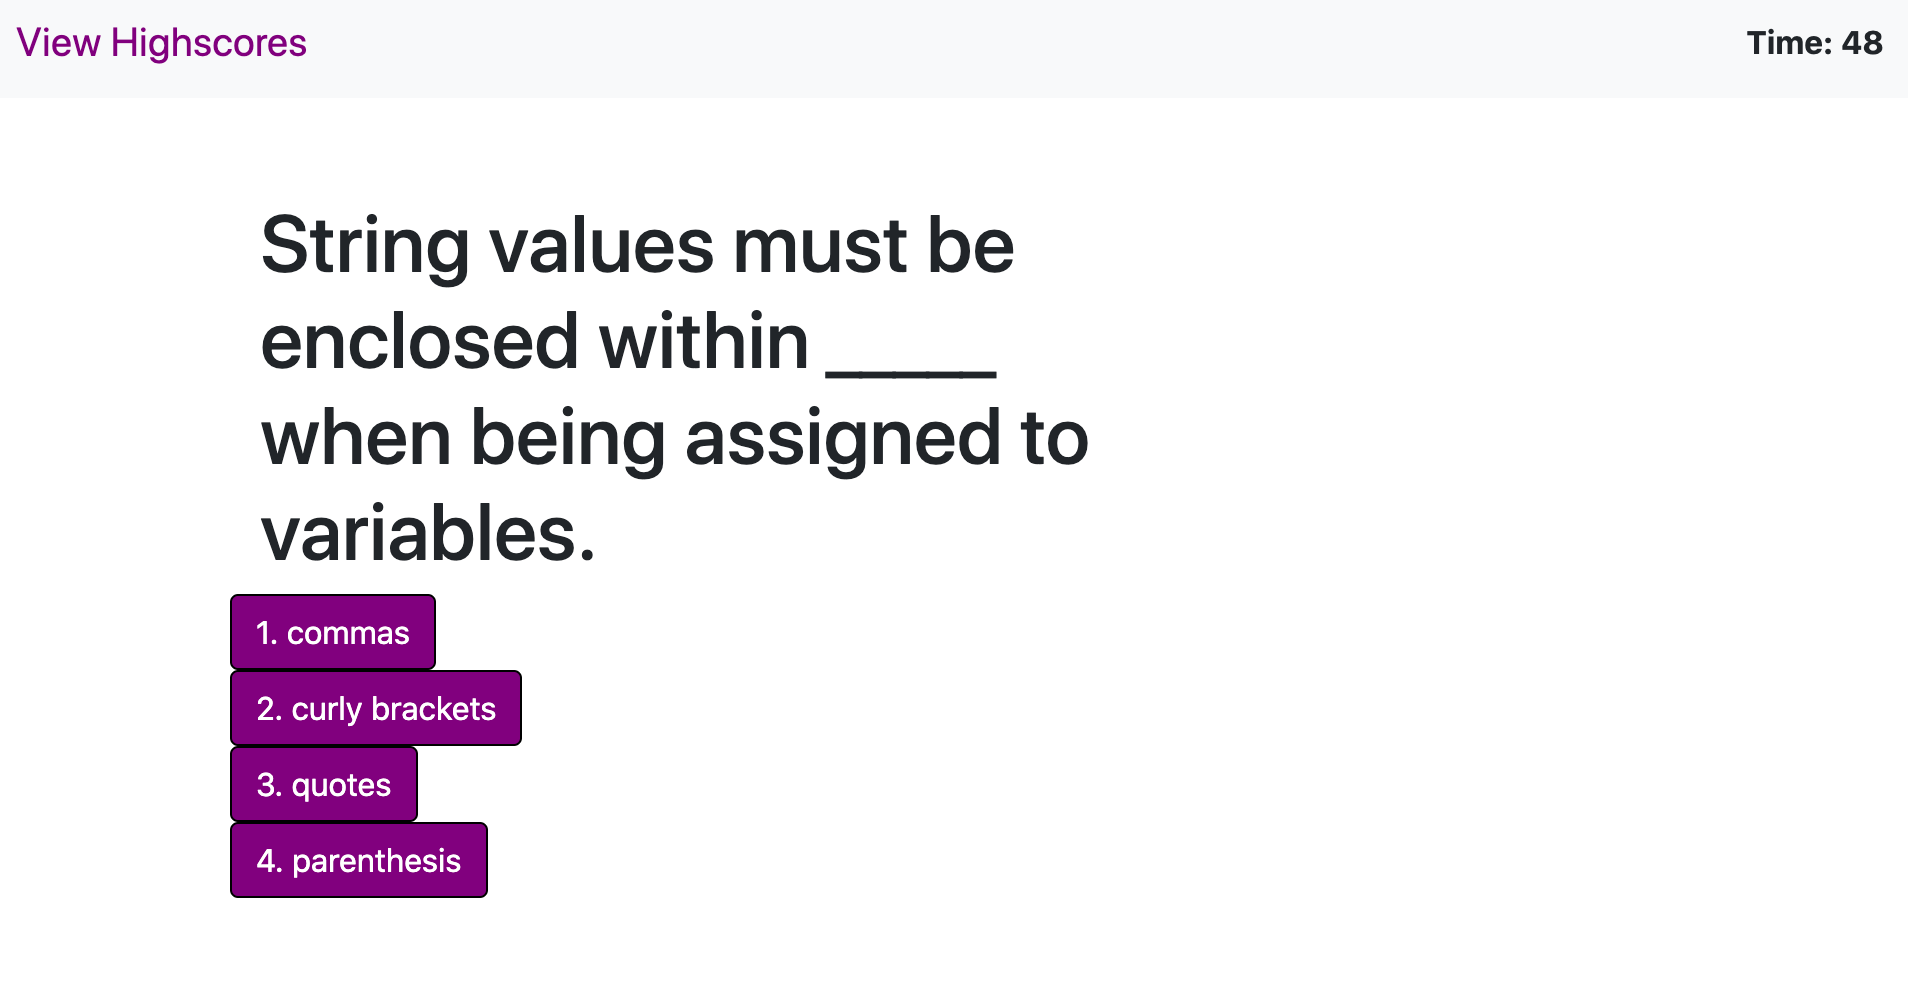 View Highscores
Time: 48
String values must be
enclosed within _____
when being assigned to
variables.
1. commas
2. curly brackets
3. quotes
4. parenthesis